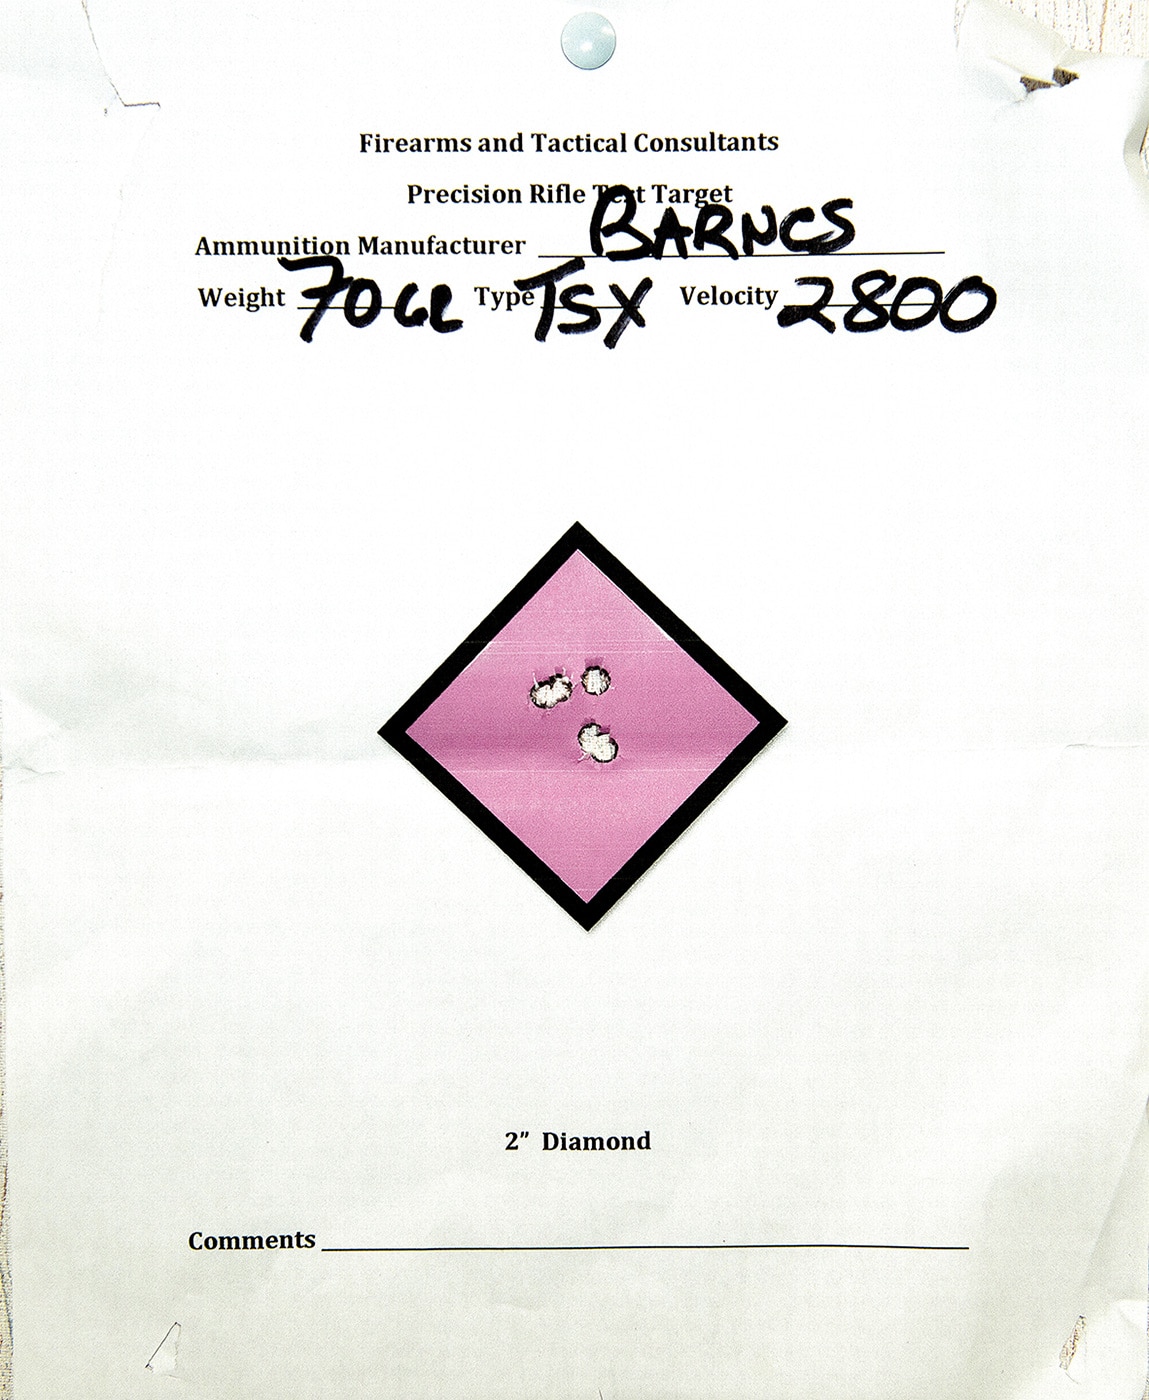 Firearms and Tactical Consultants
Precision Rifle Test Target
Ammunition Manufacturer BARNES
Weight 70GR Type TSX Velocity 2800
2” Diamond
Comments